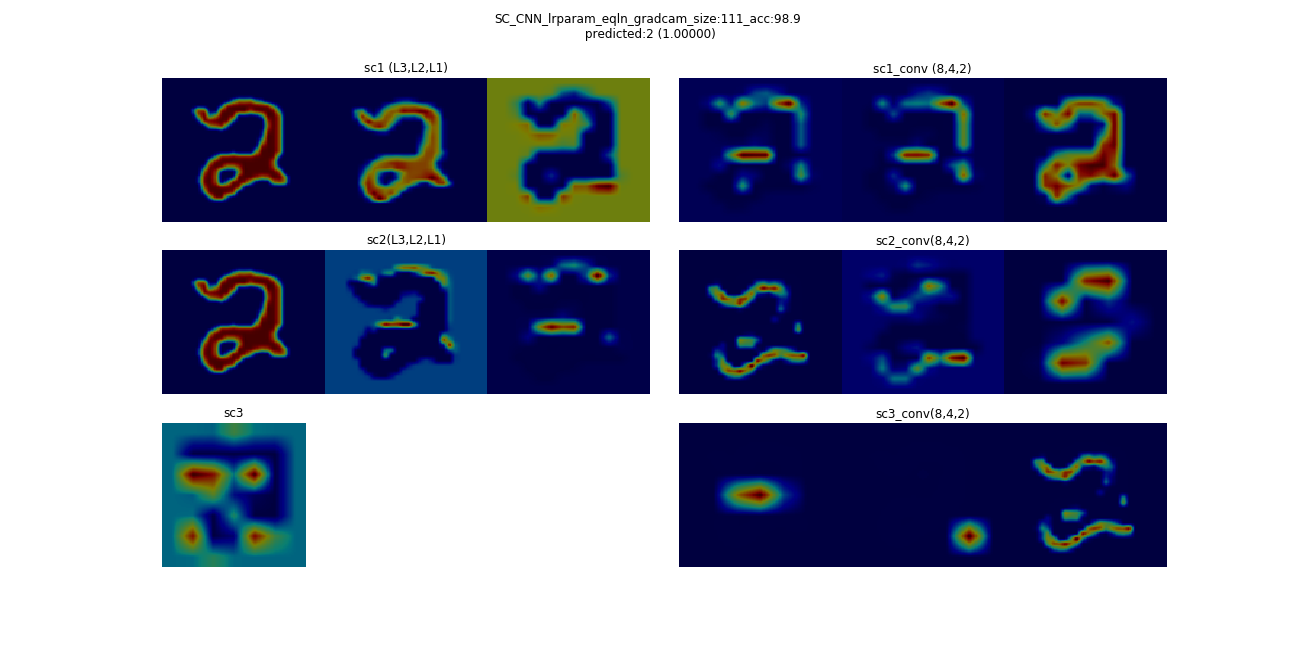 SC_CNN_lrparam_eqln_gradcam_size:111_acc:98.9
predicted:2 (1.00000)
sc1 (L3,L2,L1)
sc1_conv (8,4,2)
sc2(L3,L2,L1)
sc2_conv(8,4,2)
sc3
sc3_conv(8,4,2)